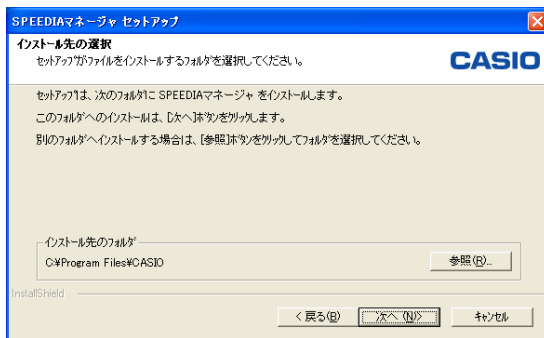 SPEEDIAマネージャ セットアップ
インストール先の選択
セットアップがファイルをインストールするフォルダを選択してください。
CASIO
セットアップは、次のフォルダに SPEEDIAマネージャ をインストールします。
このフォルダへのインストールは、[次へ]ボタンをクリックします。
別のフォルダへインストールする場合は、[参照]ボタンをクリックしてフォルダを選択してください。
インストール先のフォルダ
C:¥Program Files¥CASIO
参照(R)...
InstallShield
< 戻る(B)
次へ (N)>
キャンセル